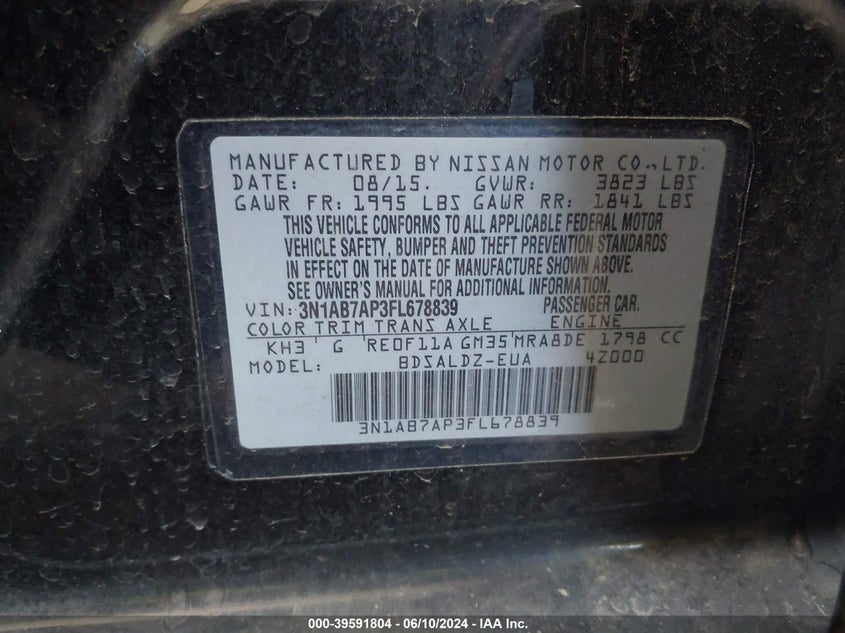 MANUFACTURED BY NISSAN MOTOR CO.,LTD.
DATE: 08/15. GVWR: 3823 LBS
GAWR FR: 1995 LBS GAWR RR: 1841 LBS
THIS VEHICLE CONFORMS TO ALL APPLICABLE FEDERAL MOTOR
VEHICLE SAFETY, BUMPER AND THEFT PREVENTION STANDARDS
IN EFFECT ON THE DATE OF MANUFACTURE SHOWN ABOVE.
SEE OWNER'S MANUAL FOR ADDITIONAL INFORMATION.
VIN: 3N1AB7AP3FL678839 PASSENGER CAR.
COLOR TRIM TRANS AXLE ENGINE
KH3 G RE0F11A GM35 MRA8DE 1798 CC
MODEL: BDSALDZ-EUA 4Z000
3N1AB7AP3FL678839
000-39591804 - 06/10/2024 - IAA Inc.